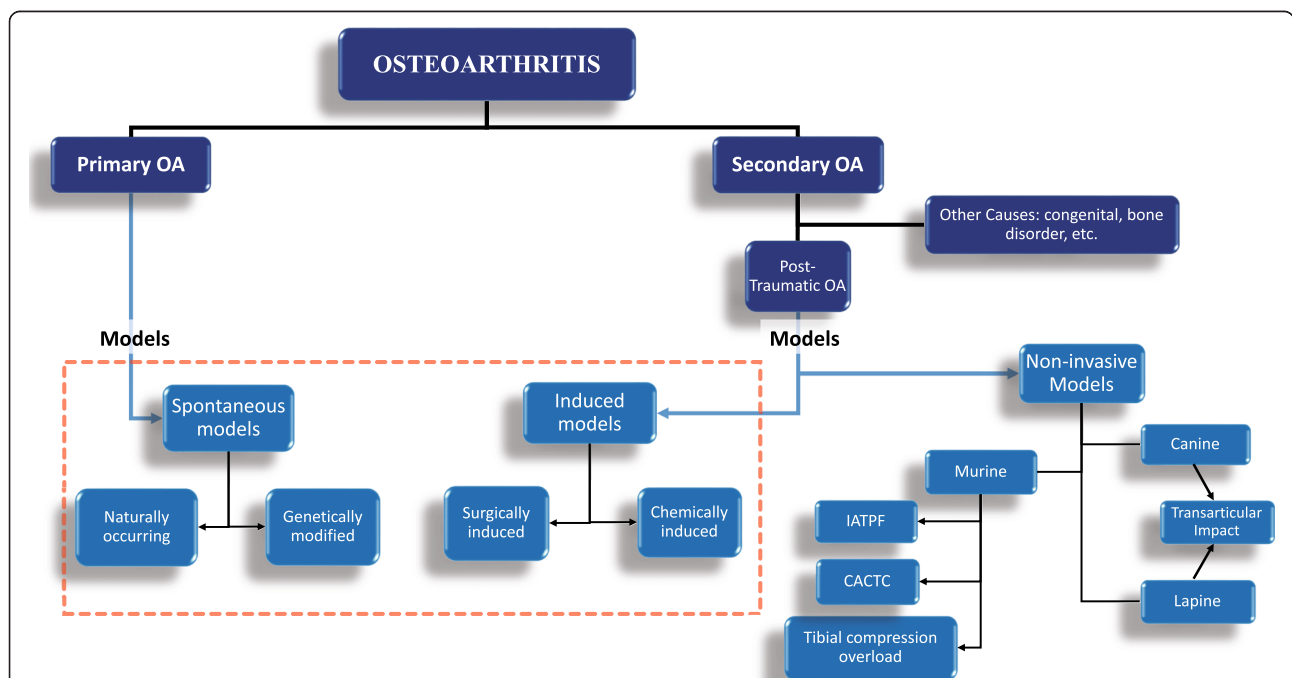 OSTEOARTHRITIS
Primary OA
Secondary OA
Other Causes: congenital, bone
disorder, etc.
Post-
Traumatic OA
Models
Models
Spontaneous
models
Induced
models
Non-invasive
Models
Naturally
occurring
Genetically
modified
Surgically
induced
Chemically
induced
Murine
Canine
IATPF
Transarticular
Impact
CACTC
Lapine
Tibial compression
overload